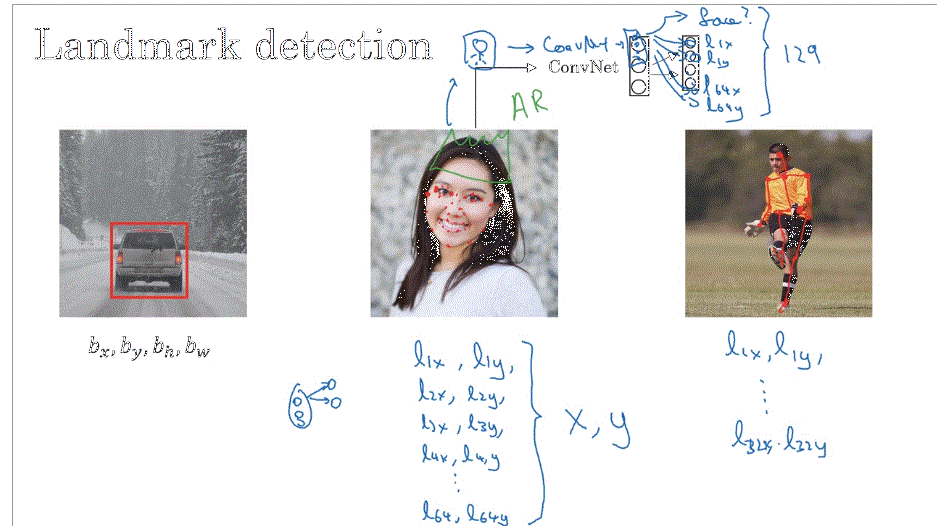 Landmark detection
ConvNet → face?
ConvNet
l1x
l1y
l64x
l64y
129
AR
bx, by, bh, bw
l1x, l1y,
l2x, l2y,
l3x, l3y,
l4x, l4y
⋮
l64, l64y
x, y
l1x, l1y,
⋮
l32x, l32y